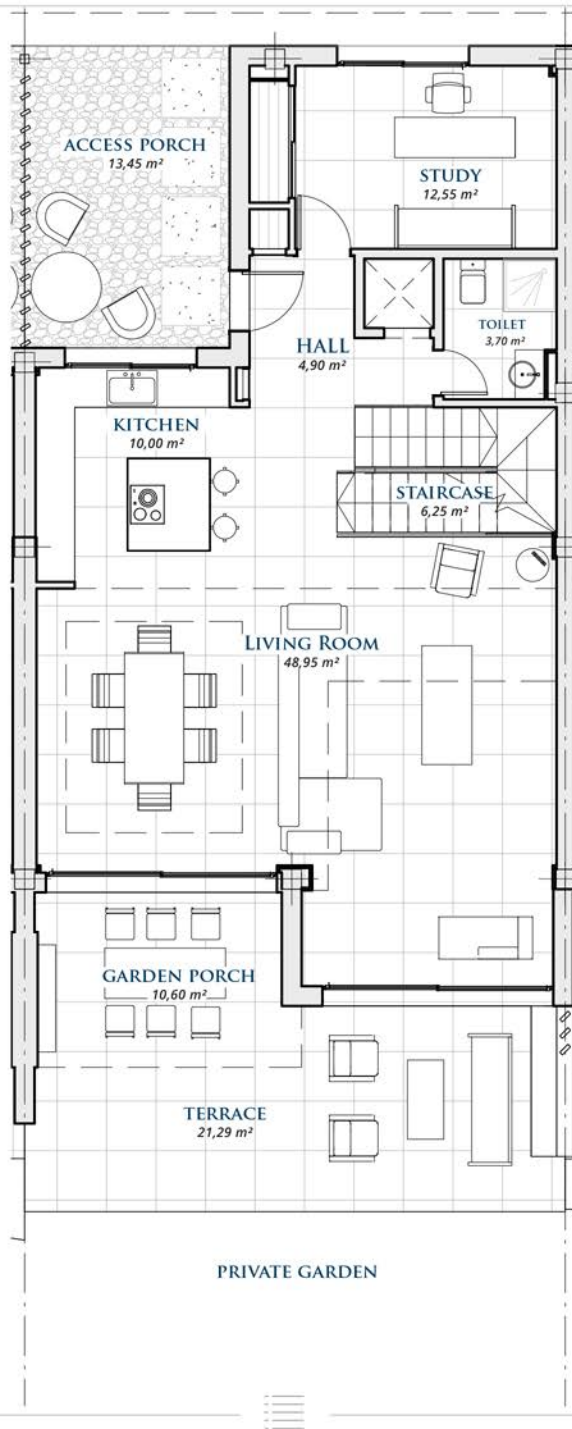 ACCESS PORCH
13,45 m²
STUDY
12,55 m²
TOILET
3,70 m²
HALL
4,90 m²
KITCHEN
10,00 m²
STAIRCASE
6,25 m²
LIVING ROOM
48,95 m²
GARDEN PORCH
10,60 m²
TERRACE
21,29 m²
PRIVATE GARDEN